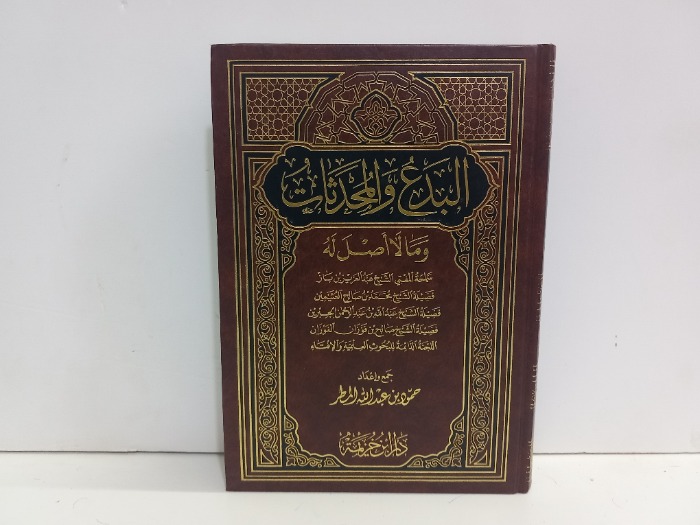 البدع والمحدثات
وما لا أصل له
سماحة المفتي الشيخ عبد العزيز بن باز
فضيلة الشيخ محمد بن صالح العثيمين
فضيلة الشيخ عبد الله بن عبد الرحمن الجبرين
فضيلة الشيخ صالح بن فوزان الفوزان
اللجنة الدائمة للبحوث العلمية والإفتاء
جمع وإعداد
حمود بن عبد الله المطر
دار ابن خزيمة